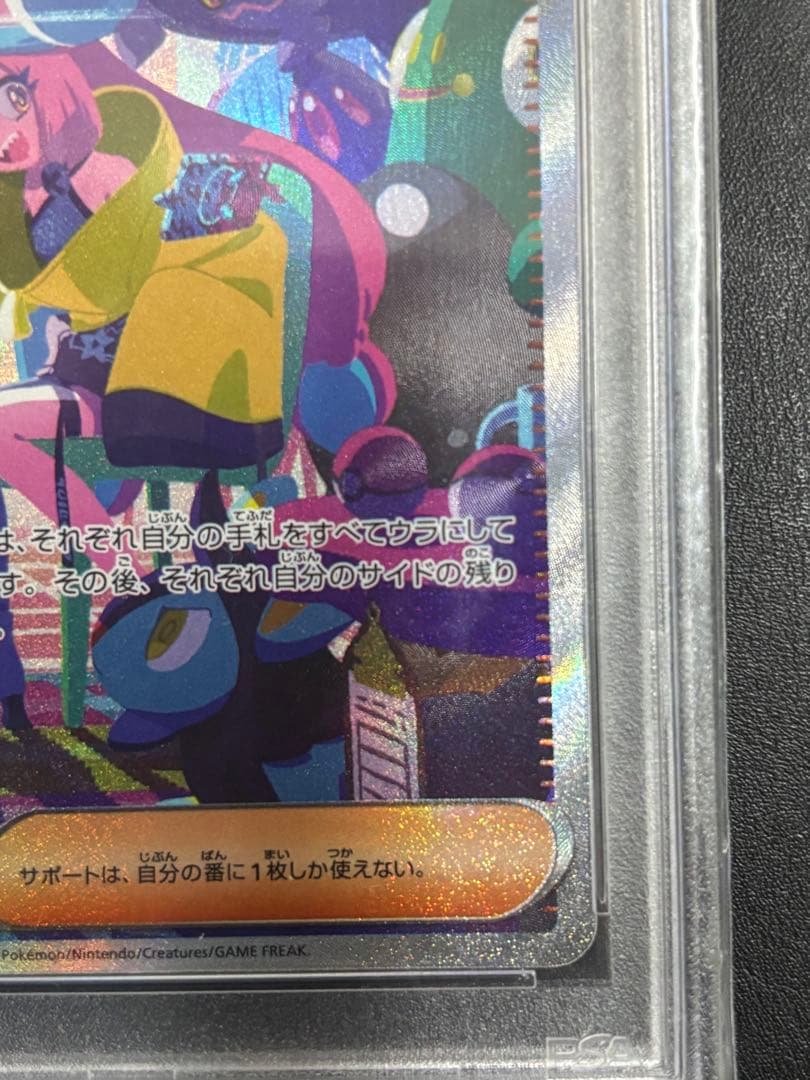 は、それぞれ自分の手札をすべてウラにして
す。その後、それぞれ自分のサイドの残り
。
サポートは、自分の番に1枚しか使えない。
Pokémon/Nintendo/Creatures/GAME FREAK.
PSA